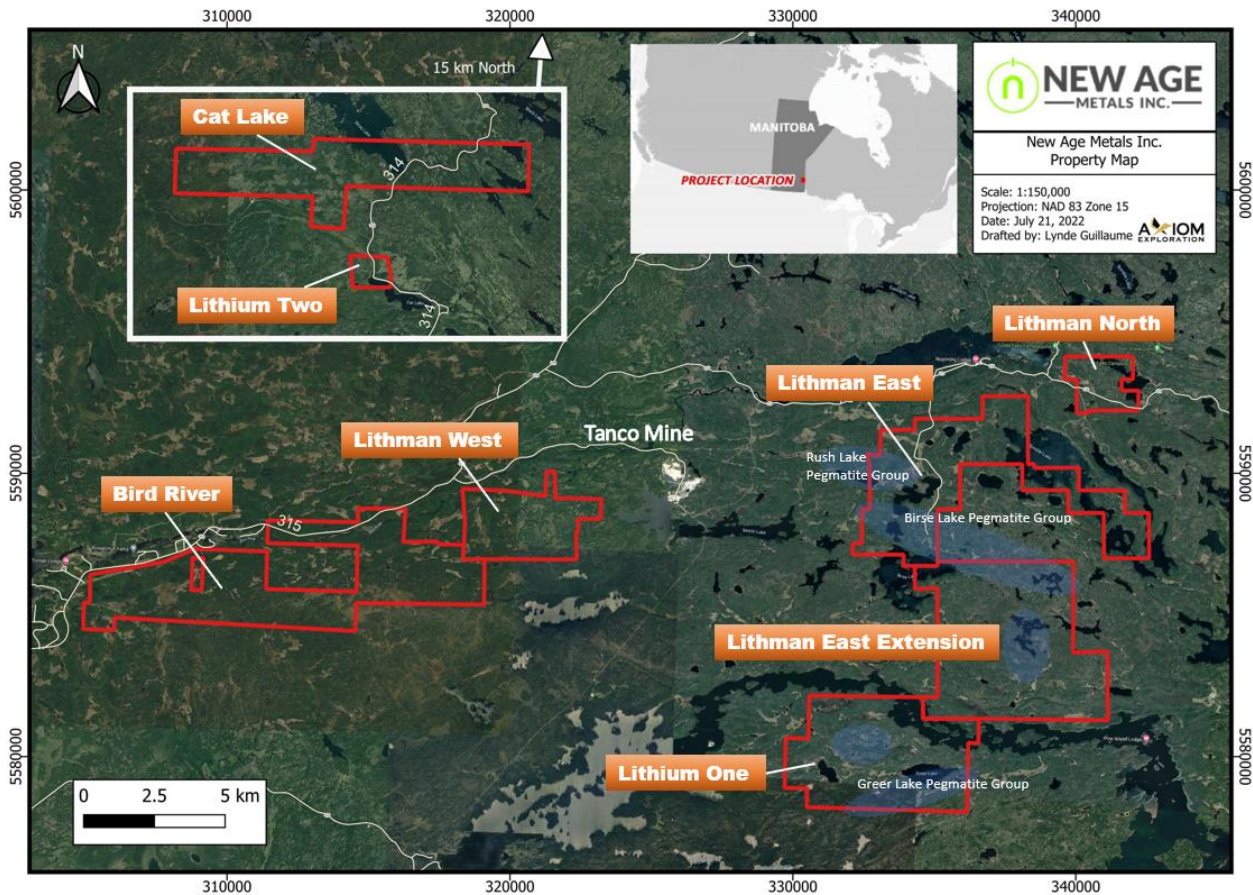 310000
320000
330000
340000
N
15 km North
Cat Lake
314
Lithium Two
314
MANITOBA
PROJECT LOCATION
n NEW AGE
METALS INC.
New Age Metals Inc.
Property Map
Scale: 1:150,000
Projection: NAD 83 Zone 15
Date: July 21, 2022
Drafted by: Lynde Guillaume
AXIOM
EXPLORATION
5600000
5600000
Lithman North
Lithman East
Lithman West
Tanco Mine
Rush Lake
Pegmatite Group
5590000
5590000
Bird River
315
Birse Lake Pegmatite Group
Lithman East Extension
5580000
5580000
Lithium One
Greer Lake Pegmatite Group
0 2.5 5 km
310000
320000
330000
340000